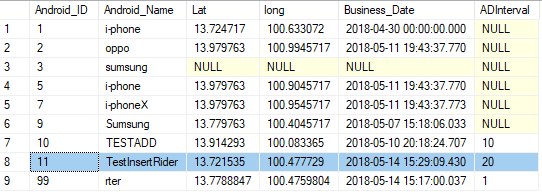 Android_ID Android_Name Lat long Business_Date ADInterval
1 1 i-phone 13.724717 100.633072 2018-04-30 00:00:00.000 NULL
2 2 oppo 13.979763 100.9945717 2018-05-11 19:43:37.770 NULL
3 3 sumsung NULL NULL NULL NULL
4 5 i-phone 13.979763 100.9045717 2018-05-11 19:43:37.770 NULL
5 7 i-phoneX 13.979763 100.9545717 2018-05-11 19:43:37.773 NULL
6 9 Sumsung 13.779763 100.4045717 2018-05-07 15:18:06.033 NULL
7 10 TESTADD 13.914293 100.083365 2018-05-10 20:18:24.707 10
8 11 TestInsertRider 13.721535 100.477729 2018-05-14 15:29:09.430 20
9 99 rter 13.7788847 100.4759804 2018-05-14 15:17:00.037 1